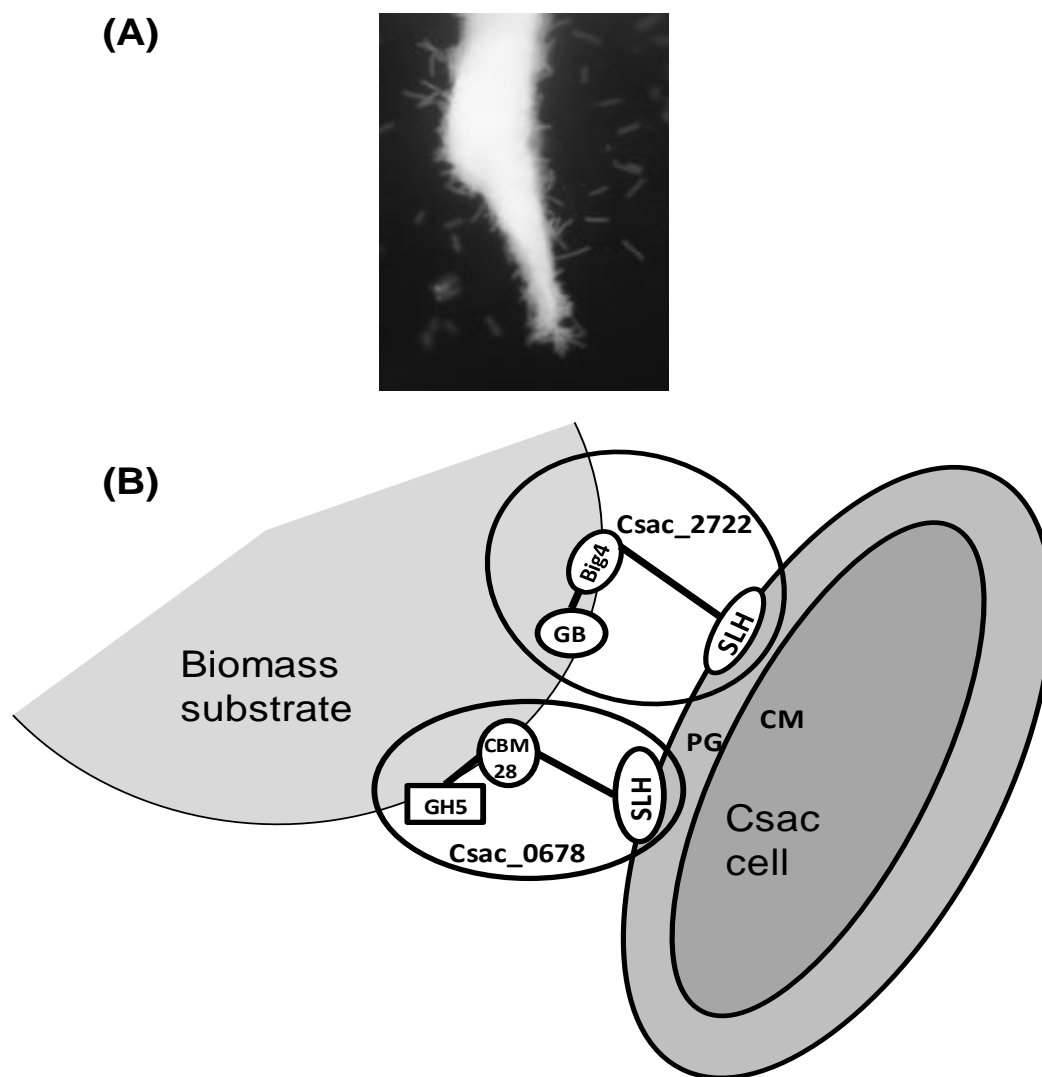 (A)
(B)
Csac_2722
Big4
GB
SLH
Biomass
substrate
CBM
28
GH5
SLH
Csac_0678
PG
CM
Csac
cell